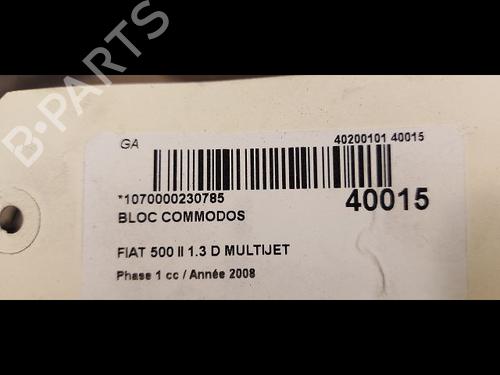 GA
40200101 40015
*1070000230785
40015
BLOC COMMODOS
FIAT 500 II 1.3 D MULTIJET
Phase 1 cc / Année 2008
B-PARTS